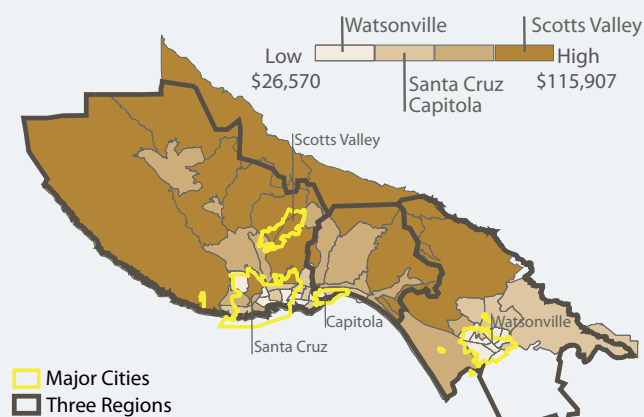 Watsonville
Scotts Valley
Low
High
$26,570
Santa Cruz
Capitola
$115,907
Scotts Valley
Watsonville
Capitola
Santa Cruz
Major Cities
Three Regions